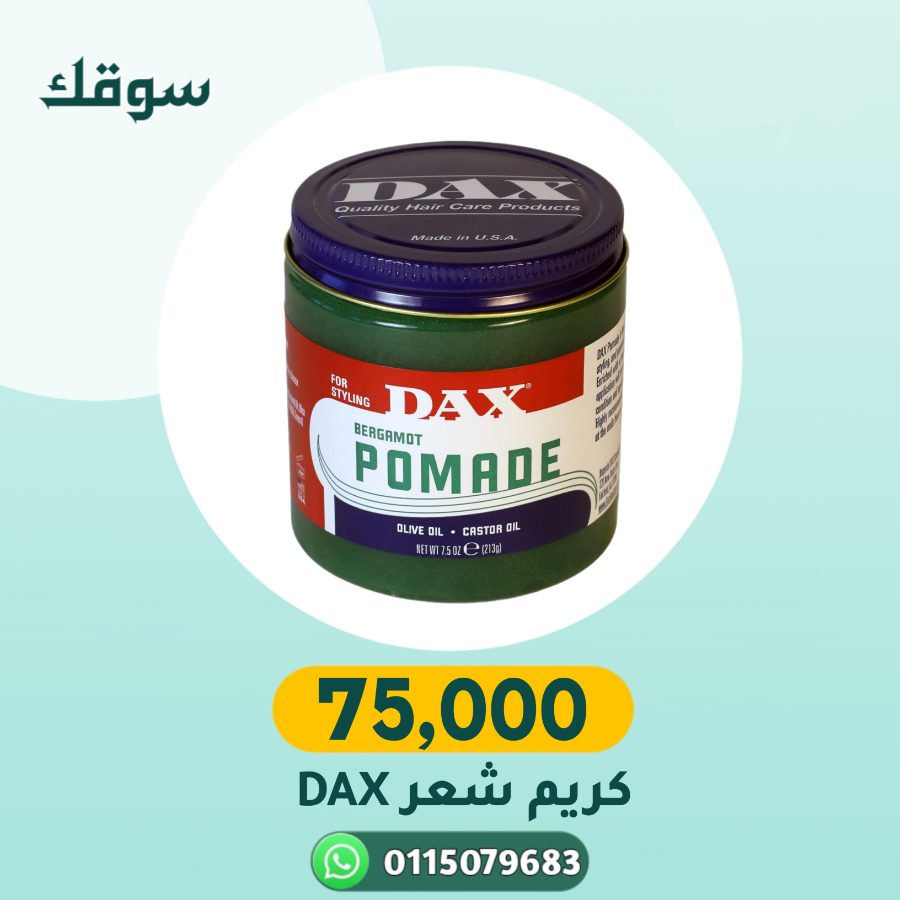 سوقك
DAX
Quality Hair Care Products
Made in U.S.A.
FOR
STYLING
DAX®
BERGAMOT
POMADE
OLIVE OIL • CASTOR OIL
NET WT 7.5 OZ ℮ (213g)
75,000
كريم شعر DAX
0115079683